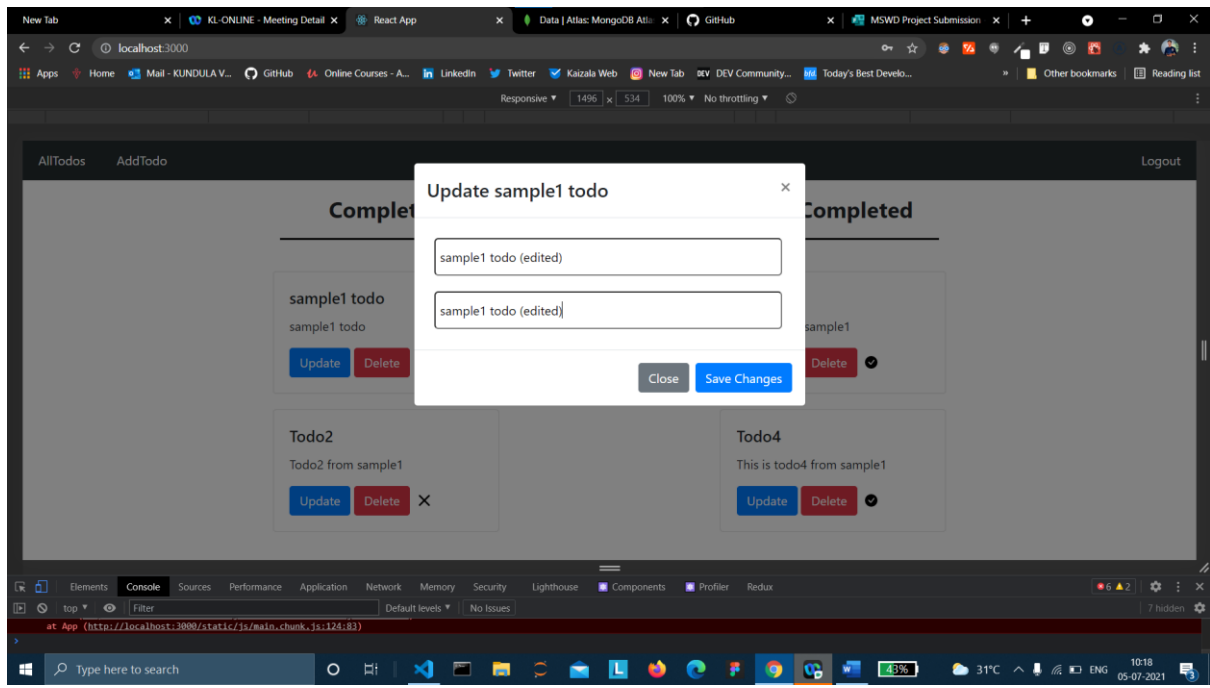 New Tab
KL-ONLINE - Meeting Detail
React App
Data | Atlas: MongoDB Atla
GitHub
MSWD Project Submission
localhost:3000
Apps
Home
Mail - KUNDULA V...
GitHub
Online Courses - A...
LinkedIn
Twitter
Kaizala Web
New Tab
DEV Community...
Today's Best Develo...
»
Other bookmarks
Reading list
Responsive ▼ 1496 x 534 100% ▼ No throttling ▼
AllTodos AddTodo Logout
Update sample1 todo ×
Complet
Completed
sample1 todo (edited)
sample1 todo (edited)
Close Save Changes
sample1 todo
sample1 todo
Update Delete
sample1
Delete
Todo2
Todo2 from sample1
Update Delete
Todo4
This is todo4 from sample1
Update Delete
Elements Console Sources Performance Application Network Memory Security Lighthouse Components Profiler Redux 6 2
top ▼ Filter Default levels ▼ No Issues 7 hidden
at App (http://localhost:3000/static/js/main.chunk.js:124:83)
Type here to search
43%
31°C
ENG
10:18
05-07-2021
3